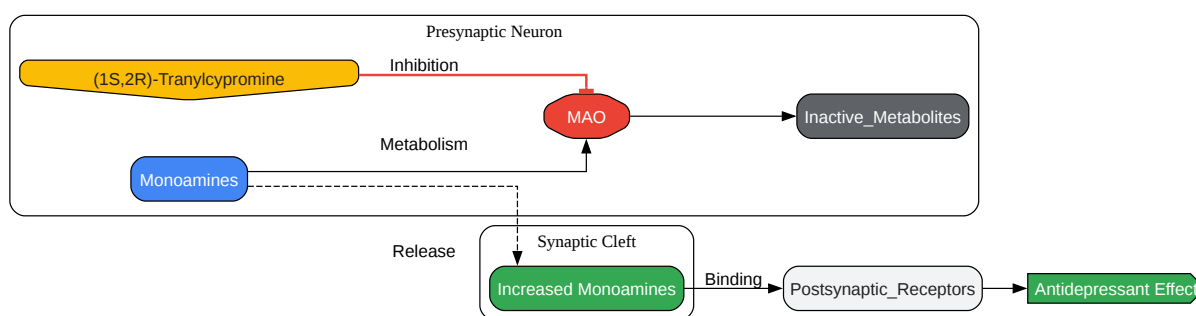 Presynaptic Neuron
Inhibition
(1S,2R)-Tranylcypromine
MAO
Inactive_Metabolites
Metabolism
Monoamines
Synaptic Cleft
Release
Binding
Increased Monoamines
Postsynaptic_Receptors
Antidepressant Effect